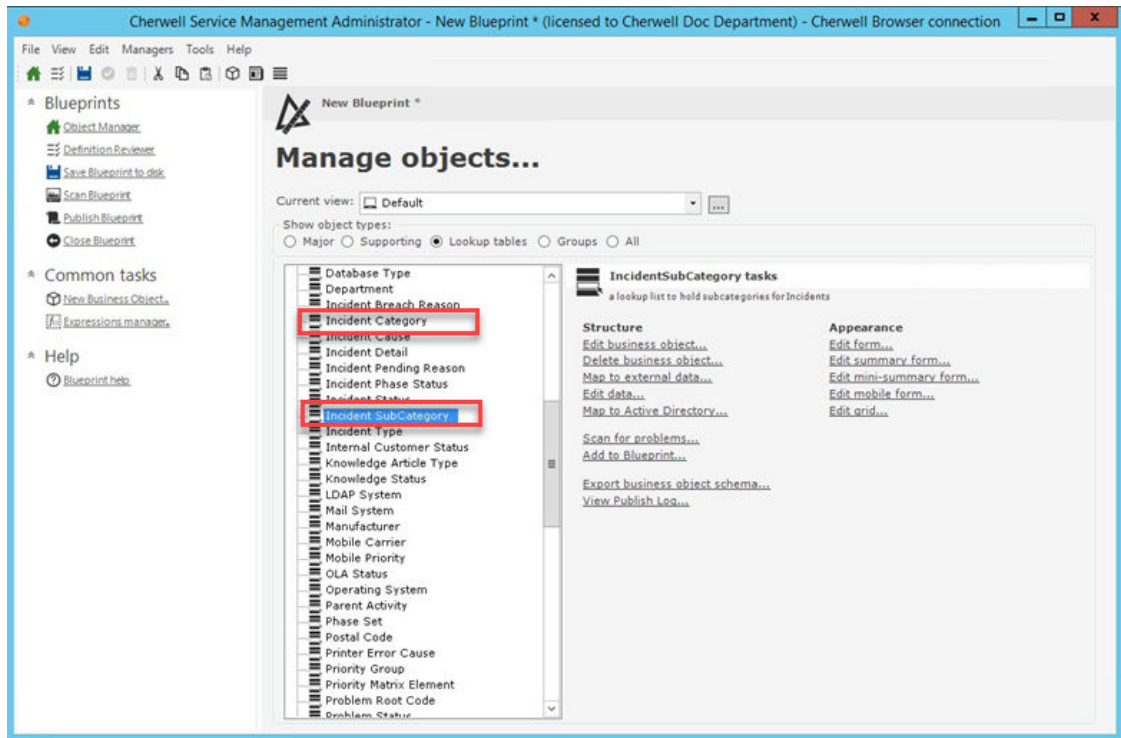 Cherwell Service Management Administrator - New Blueprint * (licensed to Cherwell Doc Department) - Cherwell Browser connection
File View Edit Managers Tools Help
Blueprints
Object Manager
Definition Reviewer
Save Blueprint to disk
Scan Blueprint
Publish Blueprint
Close Blueprint
Common tasks
New Business Object...
Expressions manager...
Help
Blueprint help
New Blueprint *
Manage objects...
Current view: Default ...
Show object types:
Major Supporting Lookup tables Groups All
Database Type
Department
Incident Breach Reason
Incident Category
Incident Cause
Incident Detail
Incident Pending Reason
Incident Phase Status
Incident Status
Incident SubCategory
Incident Type
Internal Customer Status
Knowledge Article Type
Knowledge Status
LDAP System
Mail System
Manufacturer
Mobile Carrier
Mobile Priority
OLA Status
Operating System
Parent Activity
Phase Set
Postal Code
Printer Error Cause
Priority Group
Priority Matrix Element
Problem Root Code
Problem Status
IncidentSubCategory tasks
a lookup list to hold subcategories for Incidents
Structure
Edit business object...
Delete business object...
Map to external data...
Edit data...
Map to Active Directory...
Scan for problems...
Add to Blueprint...
Export business object schema...
View Publish Log...
Appearance
Edit form...
Edit summary form...
Edit mini-summary form...
Edit mobile form...
Edit grid...